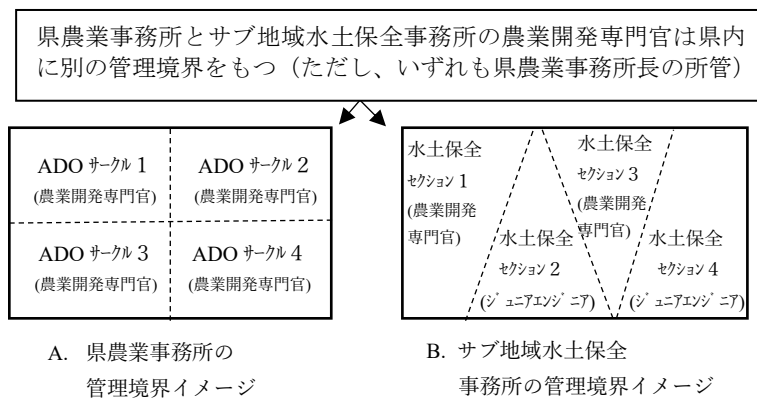 県農業事務所とサブ地域水土保全事務所の農業開発専門官は県内
に別の管理境界をもつ（ただし、いずれも県農業事務所長の所管）
ADO ｻｰｸﾙ 1
(農業開発専門官)
ADO ｻｰｸﾙ 2
(農業開発専門官)
ADO ｻｰｸﾙ 3
(農業開発専門官)
ADO ｻｰｸﾙ 4
(農業開発専門官)
A. 県農業事務所の
管理境界イメージ
水土保全
ｾｸｼｮﾝ 1
(農業開発
専門官)
水土保全
ｾｸｼｮﾝ 2
(ｼﾞｭﾆｱｴﾝｼﾞﾆｱ)
水土保全
ｾｸｼｮﾝ 3
(農業開発
専門官)
水土保全
ｾｸｼｮﾝ 4
(ｼﾞｭﾆｱｴﾝｼﾞﾆｱ)
B. サブ地域水土保全
事務所の管理境界イメージ